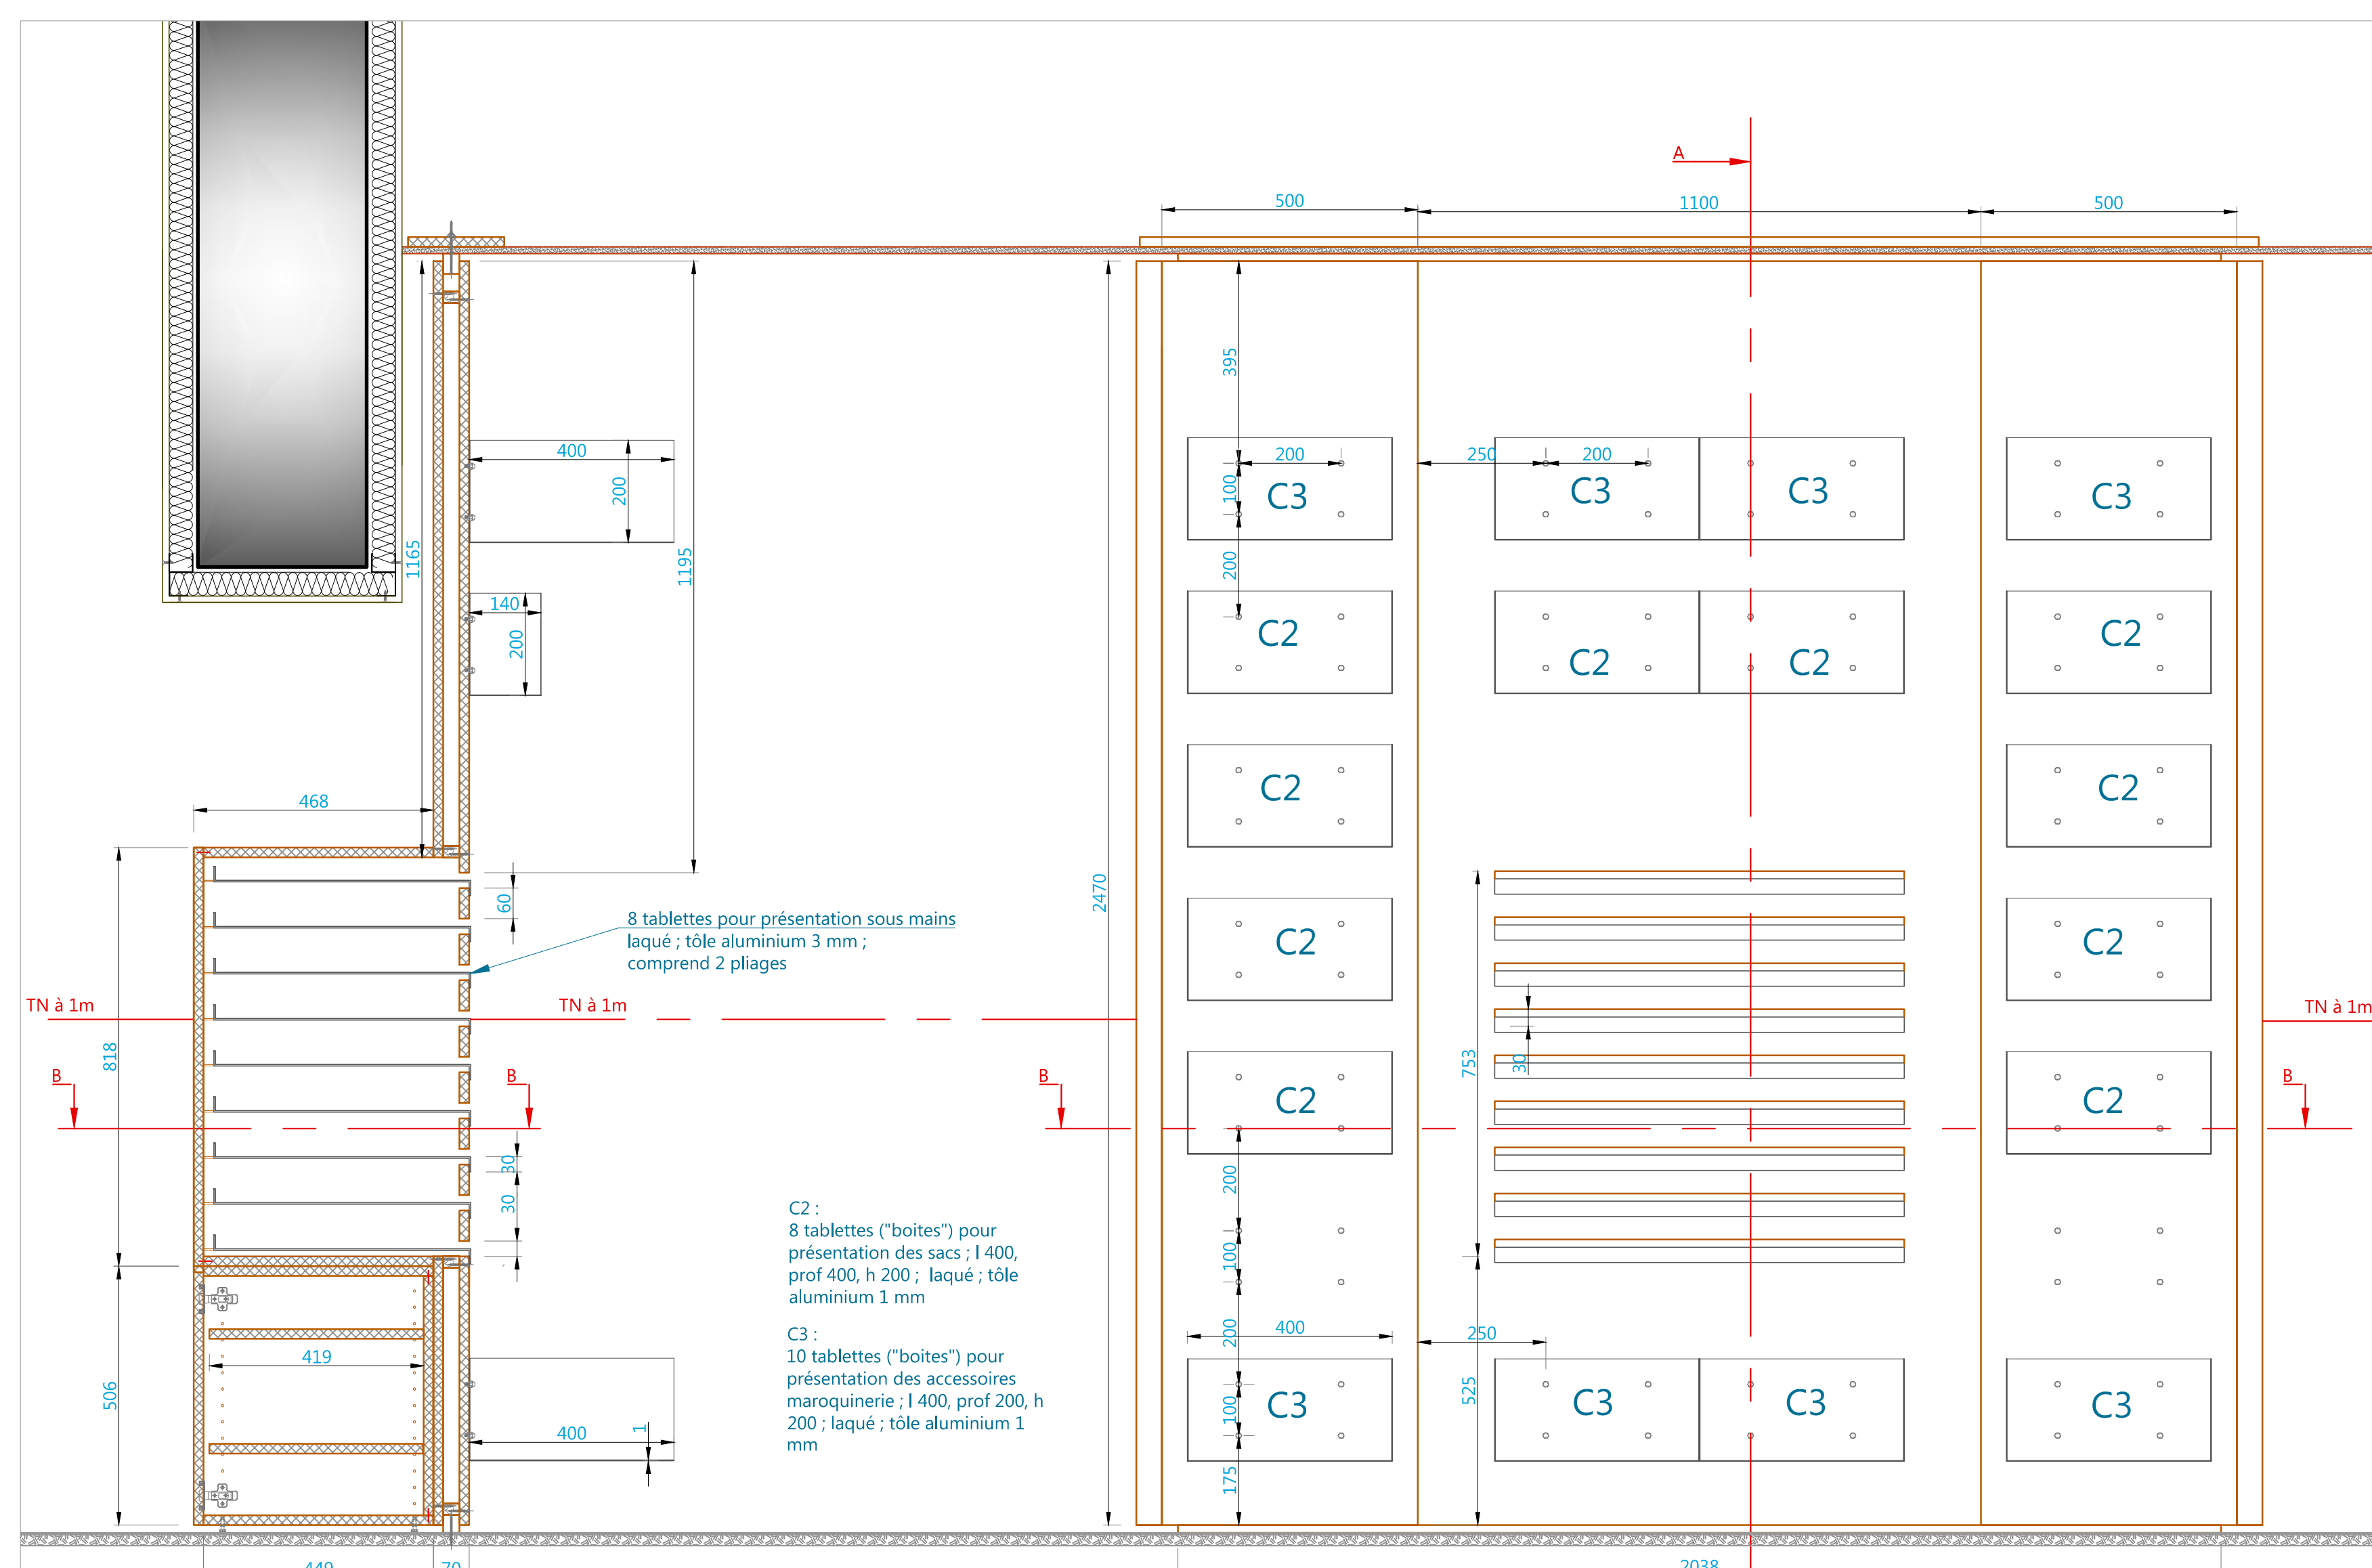 A
500
1100
500
395
1165
1195
400
200
250
200
200
C3
C3
C3
C3
100
200
140
200
C2
C2
C2
C2
468
C2
C2
2470
60
8 tablettes pour présentation sous mains
laqué ; tôle aluminium 3 mm ;
comprend 2 pliages
C2
C2
TN à 1m
TN à 1m
TN à 1m
818
753
30
B
B
B
B
C2
C2
30
30
200
100
200
C2 :
8 tablettes ("boites") pour
présentation des sacs ; l 400,
prof 400, h 200 ; laqué ; tôle
aluminium 1 mm
C3 :
10 tablettes ("boites") pour
présentation des accessoires
maroquinerie ; l 400, prof 200, h
200 ; laqué ; tôle aluminium 1
mm
400
250
419
506
525
400
1
C3
C3
C3
C3
100
175
449
70
2038